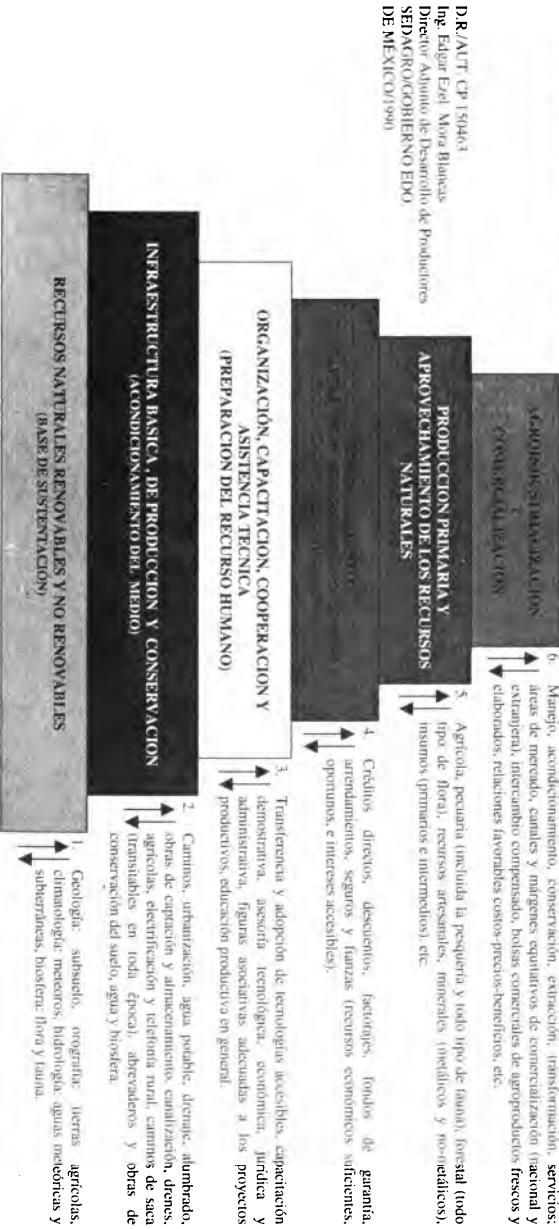 D.R./AUT. CP 150463
Ing. Edgar Ezel Mora Blancas
Director Adjunto de Desarrollo de Productores
SEDAGRO/GOBIERNO EDO.
DE MÉXICO/1990
AGROINDUSTRIALIZACION
Y
COMERCIALIZACION
6. Manejo, acondicionamiento, conservación, extracción, transformación, servicios;
áreas de mercado, canales y márgenes equitativos de comercialización (nacional y
extranjera), intercambio compensado, bolsas comerciales de agroproductos frescos y
elaborados, relaciones favorables costos-precios-beneficios, etc.
PRODUCCION PRIMARIA Y
APROVECHAMIENTO DE LOS RECURSOS
NATURALES
5. Agrícola, pecuaria (incluida la pesquería y todo tipo de fauna), forestal (todo
tipo de flora), recursos artesanales, minerales (metálicos y no-metálicos),
insumos (primarios e intermedios), etc.
4. Créditos directos, descuentos, factorajes, fondos de garantía,
arrendamientos, seguros y fianzas (recursos económicos suficientes,
oportunos, e intereses accesibles).
ORGANIZACIÓN, CAPACITACION, COOPERACION Y
ASISTENCIA TECNICA
(PREPARACION DEL RECURSO HUMANO)
3. Transferencia y adopción de tecnologías accesibles, capacitación
demostrativa, asesoría tecnológica, económica, jurídica y
administrativa, figuras asociativas adecuadas a los proyectos
productivos, educación productiva en general.
INFRAESTRUCTURA BASICA , DE PRODUCCION Y CONSERVACION
(ACONDICIONAMIENTO DEL MEDIO)
2. Caminos, urbanización, agua potable, drenaje, alumbrado,
obras de captación y almacenamiento, canalización, drenes,
agrícolas, electrificación y telefonía rural, caminos de saca
(transitables en toda época), abrevaderos y obras de
conservación del suelo, agua y biosfera.
RECURSOS NATURALES RENOVABLES Y NO RENOVABLES
(BASE DE SUSTENTACION)
1. Geología: subsuelo, orografía: tierras agrícolas,
climatología: meteoros, hidrología: aguas meteóricas y
subterráneas, biosfera: flora y fauna.